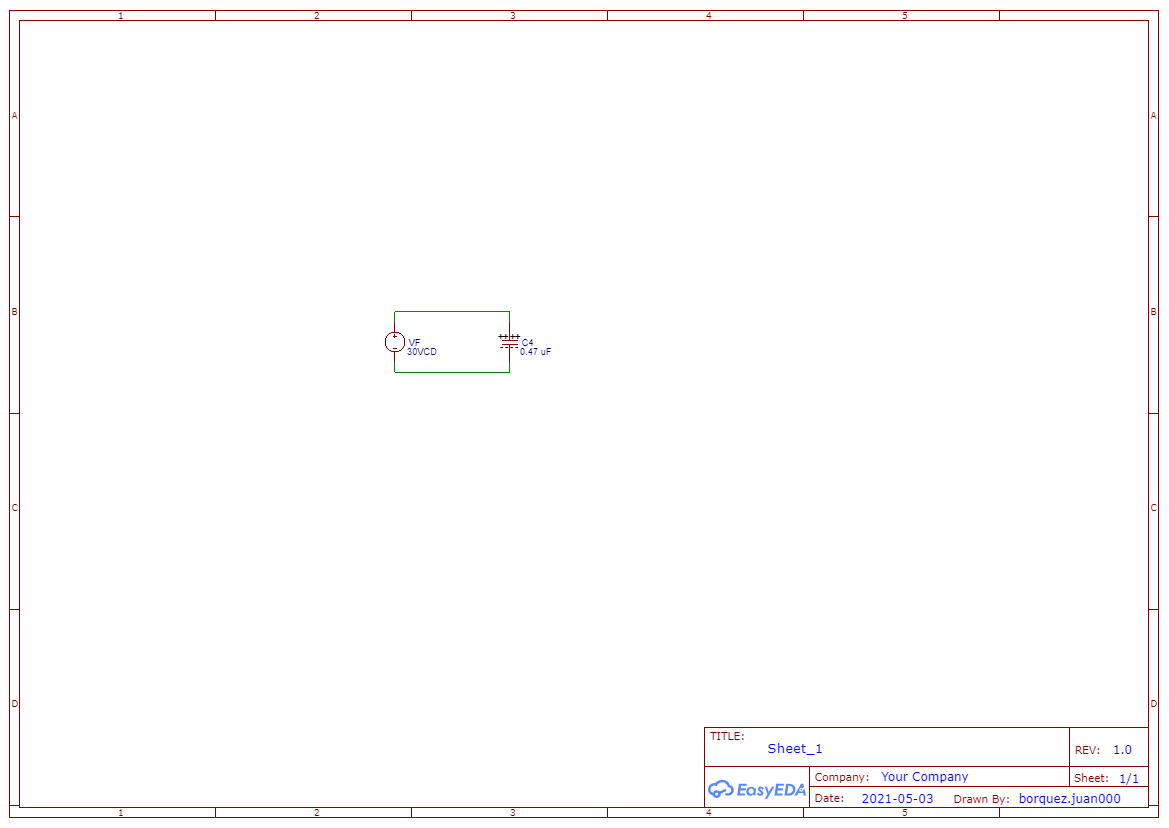 1 2 3 4 5
A A
VF
30VCD
C4
0.47 uF
B B
C C
D D
TITLE:
Sheet_1
REV: 1.0
EasyEDA
Company: Your Company
Sheet: 1/1
Date: 2021-05-03 Drawn By: borquez.juan000
1 2 3 4 5